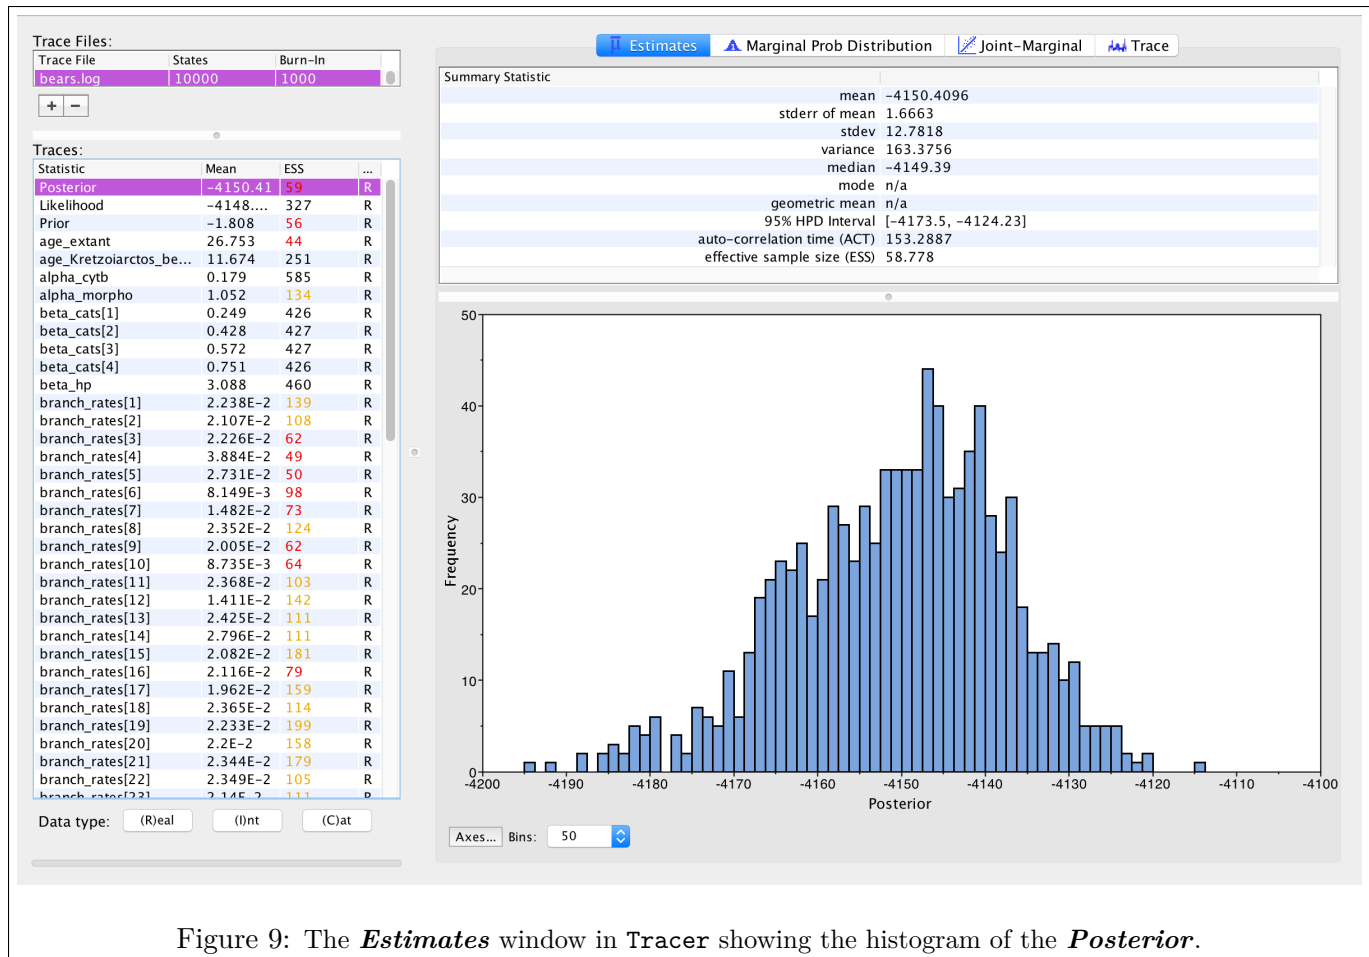 Trace Files:
Trace File States Burn-In
bears.log 10000 1000
+ −
Traces:
Statistic Mean ESS ...
Posterior −4150.41 59 R
Likelihood −4148.... 327 R
Prior −1.808 56 R
age_extant 26.753 44 R
age_Kretzoiarctos_be... 11.674 251 R
alpha_cytb 0.179 585 R
alpha_morpho 1.052 134 R
beta_cats[1] 0.249 426 R
beta_cats[2] 0.428 427 R
beta_cats[3] 0.572 427 R
beta_cats[4] 0.751 426 R
beta_hp 3.088 460 R
branch_rates[1] 2.238E−2 139 R
branch_rates[2] 2.107E−2 108 R
branch_rates[3] 2.226E−2 62 R
branch_rates[4] 3.884E−2 49 R
branch_rates[5] 2.731E−2 50 R
branch_rates[6] 8.149E−3 98 R
branch_rates[7] 1.482E−2 73 R
branch_rates[8] 2.352E−2 124 R
branch_rates[9] 2.005E−2 62 R
branch_rates[10] 8.735E−3 64 R
branch_rates[11] 2.368E−2 103 R
branch_rates[12] 1.411E−2 142 R
branch_rates[13] 2.425E−2 111 R
branch_rates[14] 2.796E−2 111 R
branch_rates[15] 2.082E−2 181 R
branch_rates[16] 2.116E−2 79 R
branch_rates[17] 1.962E−2 159 R
branch_rates[18] 2.365E−2 114 R
branch_rates[19] 2.233E−2 199 R
branch_rates[20] 2.2E−2 158 R
branch_rates[21] 2.344E−2 179 R
branch_rates[22] 2.349E−2 105 R
branch_rates[23] 2.14E−2 111 R
Data type: (R)eal (I)nt (C)at
Estimates Marginal Prob Distribution Joint-Marginal Trace
Summary Statistic
mean −4150.4096
stderr of mean 1.6663
stdev 12.7818
variance 163.3756
median −4149.39
mode n/a
geometric mean n/a
95% HPD Interval [−4173.5, −4124.23]
auto-correlation time (ACT) 153.2887
effective sample size (ESS) 58.778
50
40
30
20
10
0
Frequency
-4200 -4190 -4180 -4170 -4160 -4150 -4140 -4130 -4120 -4110 -4100
Posterior
Axes... Bins: 50
Figure 9: The Estimates window in Tracer showing the histogram of the Posterior.